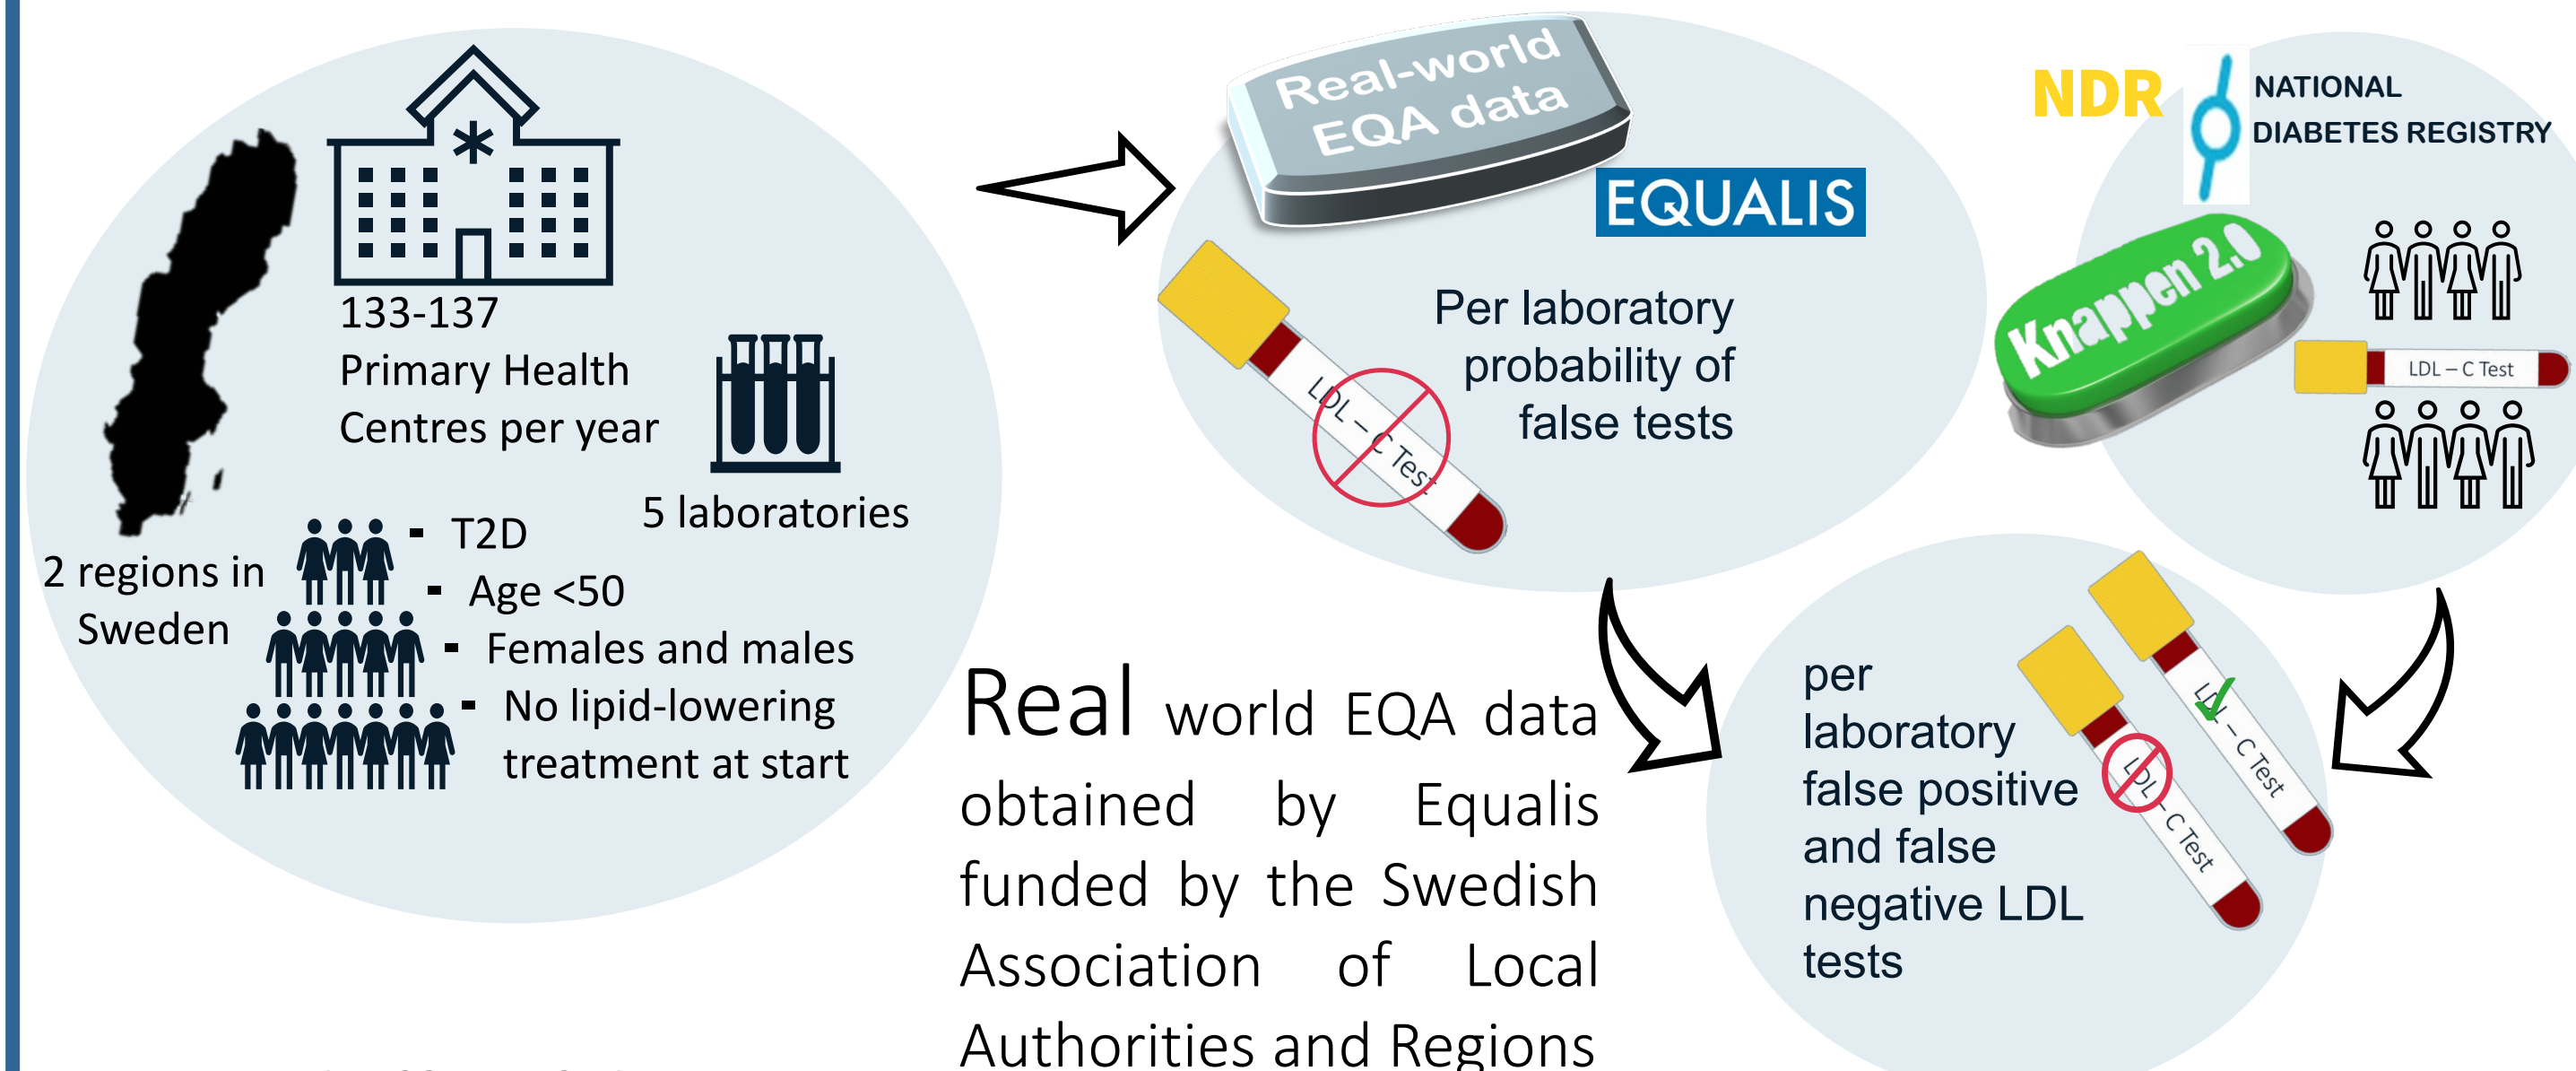 133-137
Primary Health
Centres per year
5 laboratories
2 regions in
Sweden
- T2D
- Age <50
- Females and males
- No lipid-lowering
treatment at start
Real-world
EQA data
EQUALIS
Per laboratory
probability of
false tests
LDL – C Test
NDR
NATIONAL
DIABETES REGISTRY
Knappen 2.0
LDL – C Test
Real world EQA data
obtained by Equalis
funded by the Swedish
Association of Local
Authorities and Regions
per
laboratory
false positive
and false
negative LDL
tests
LDL – C Test
LDL – C Test